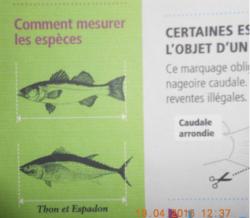 Comment mesurer
les espèces
Thon et Espadon
CERTAINES ES
L'OBJET D'UN
Ce marquage obli
nageoire caudale.
reventes illégales.
Caudale
arrondie
19.04.2015 12:37